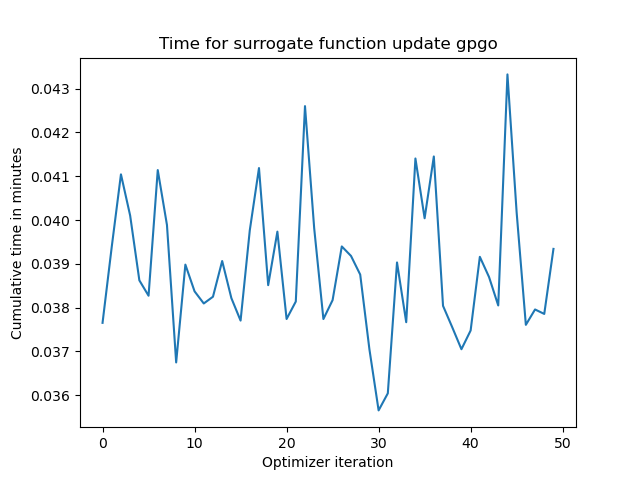 Time for surrogate function update gpgo
Cumulative time in minutes
0.043
0.042
0.041
0.040
0.039
0.038
0.037
0.036
0 10 20 30 40 50
Optimizer iteration